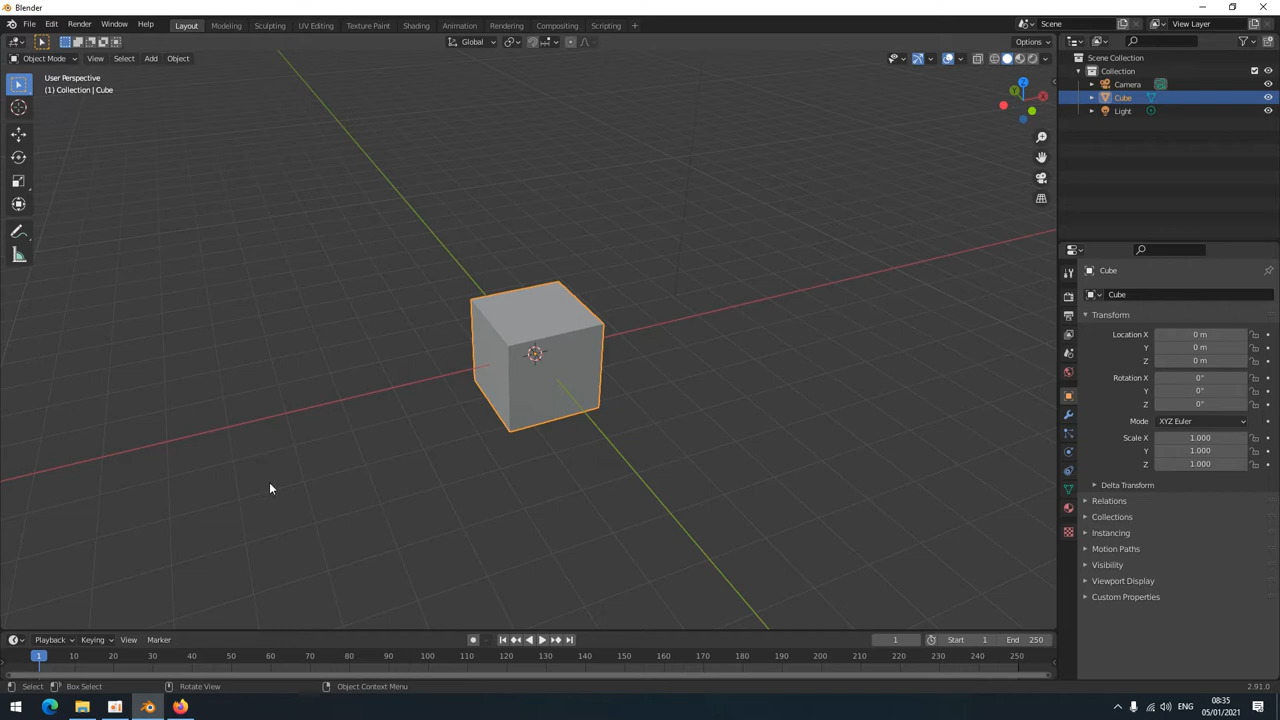 Blender
File Edit Render Window Help Layout Modeling Sculpting UV Editing Texture Paint Shading Animation Rendering Compositing Scripting + Scene View Layer
Global Options
Object Mode View Select Add Object
User Perspective
(1) Collection | Cube
Z
Y X
Scene Collection
Collection
Camera
Cube
Light
Cube
Cube
Transform
Location X 0 m
Y 0 m
Z 0 m
Rotation X 0°
Y 0°
Z 0°
Mode XYZ Euler
Scale X 1.000
Y 1.000
Z 1.000
Delta Transform
Relations
Collections
Instancing
Motion Paths
Visibility
Viewport Display
Custom Properties
Playback Keying View Marker 1 Start 1 End 250
1 10 20 30 40 50 60 70 80 90 100 110 120 130 140 150 160 170 180 190 200 210 220 230 240 250
Select Box Select Rotate View Object Context Menu 2.91.0
ENG 08:35
05/01/2021